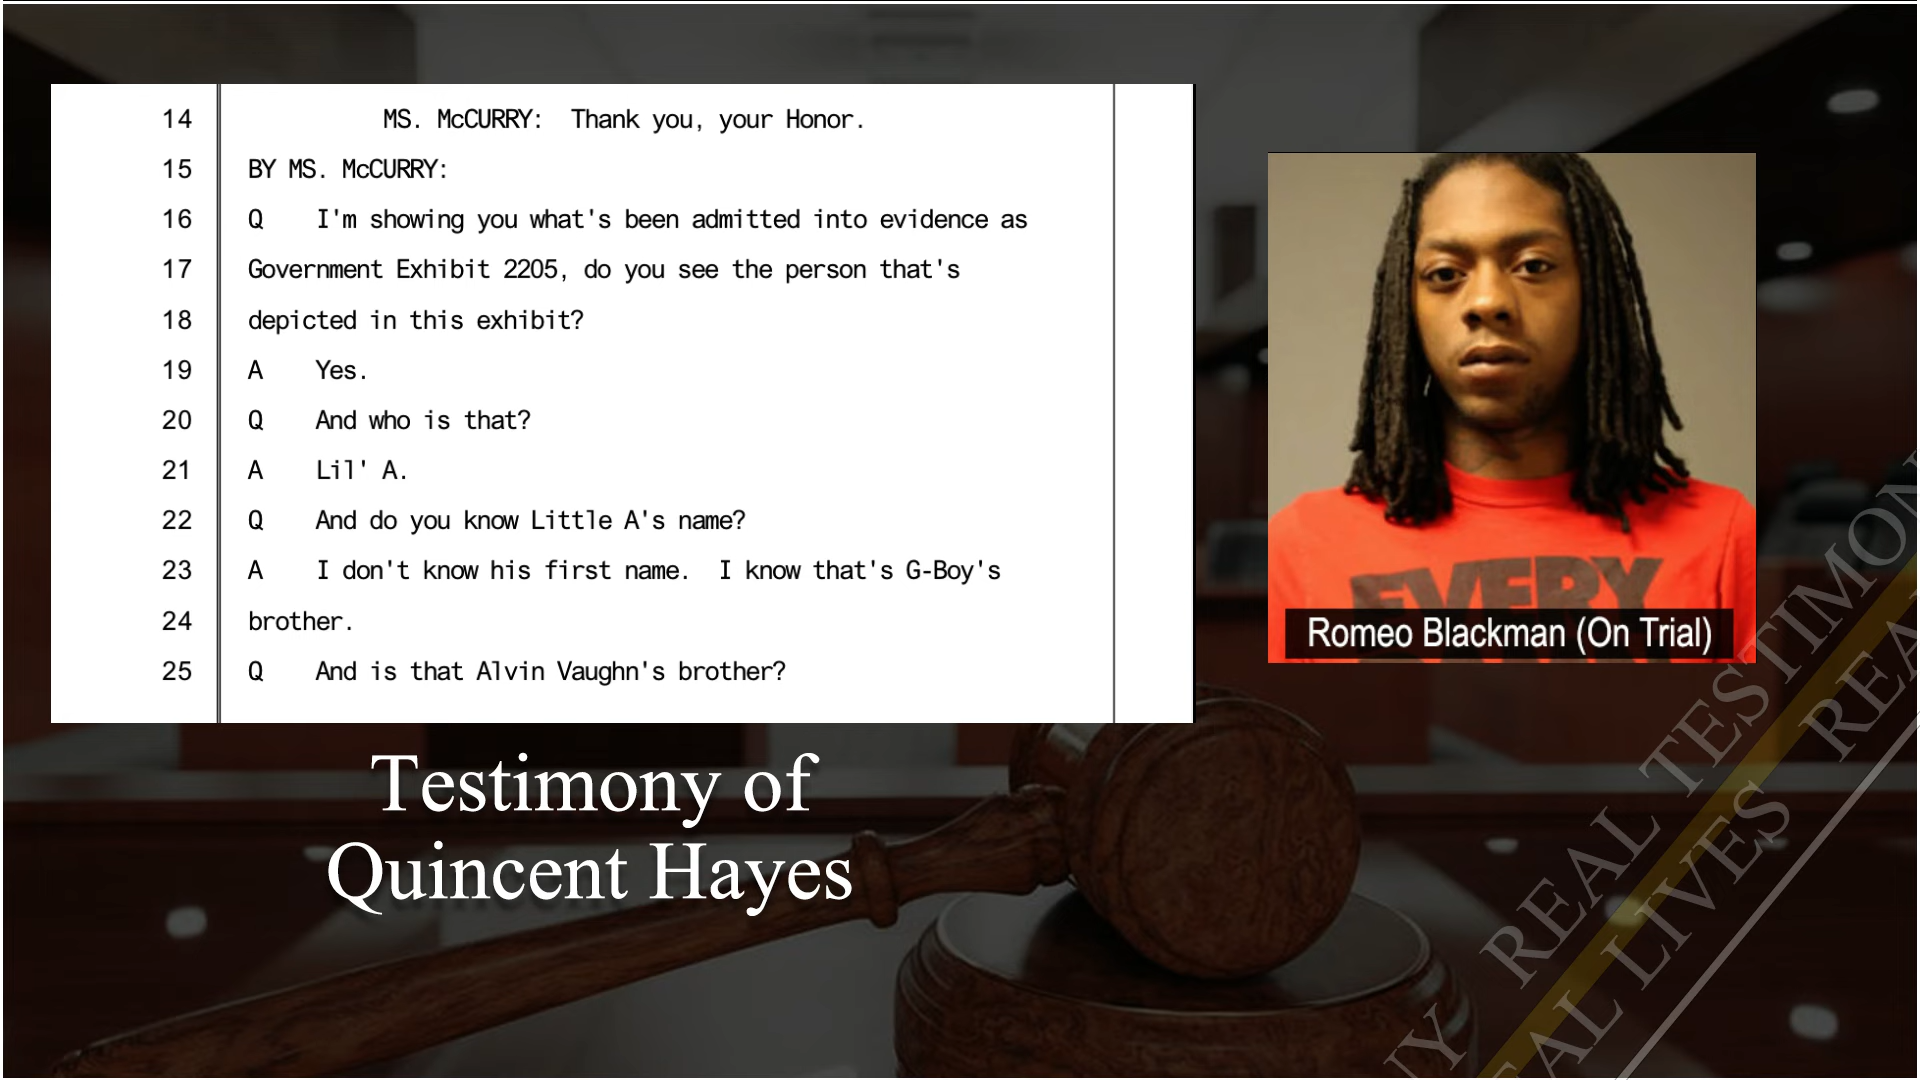 14 MS. McCURRY: Thank you, your Honor.
15 BY MS. McCURRY:
16 Q I'm showing you what's been admitted into evidence as
17 Government Exhibit 2205, do you see the person that's
18 depicted in this exhibit?
19 A Yes.
20 Q And who is that?
21 A Lil' A.
22 Q And do you know Little A's name?
23 A I don't know his first name. I know that's G-Boy's
24 brother.
25 Q And is that Alvin Vaughn's brother?
EVERY
Romeo Blackman (On Trial)
Testimony of
Quincent Hayes
REAL TESTIMON
LIVES